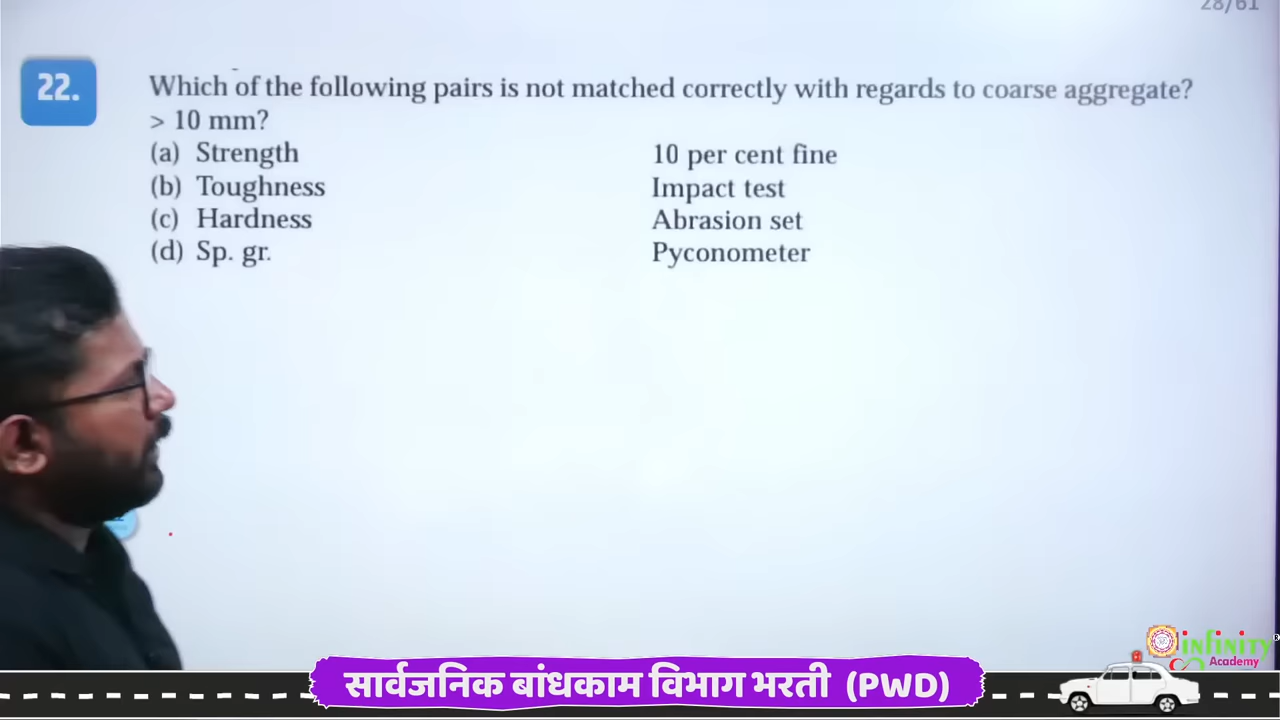 28/61
22.
Which of the following pairs is not matched correctly with regards to coarse aggregate?
> 10 mm?
(a) Strength 10 per cent fine
(b) Toughness Impact test
(c) Hardness Abrasion set
(d) Sp. gr. Pyconometer
infinity
Academy
सार्वजनिक बांधकाम विभाग भरती (PWD)